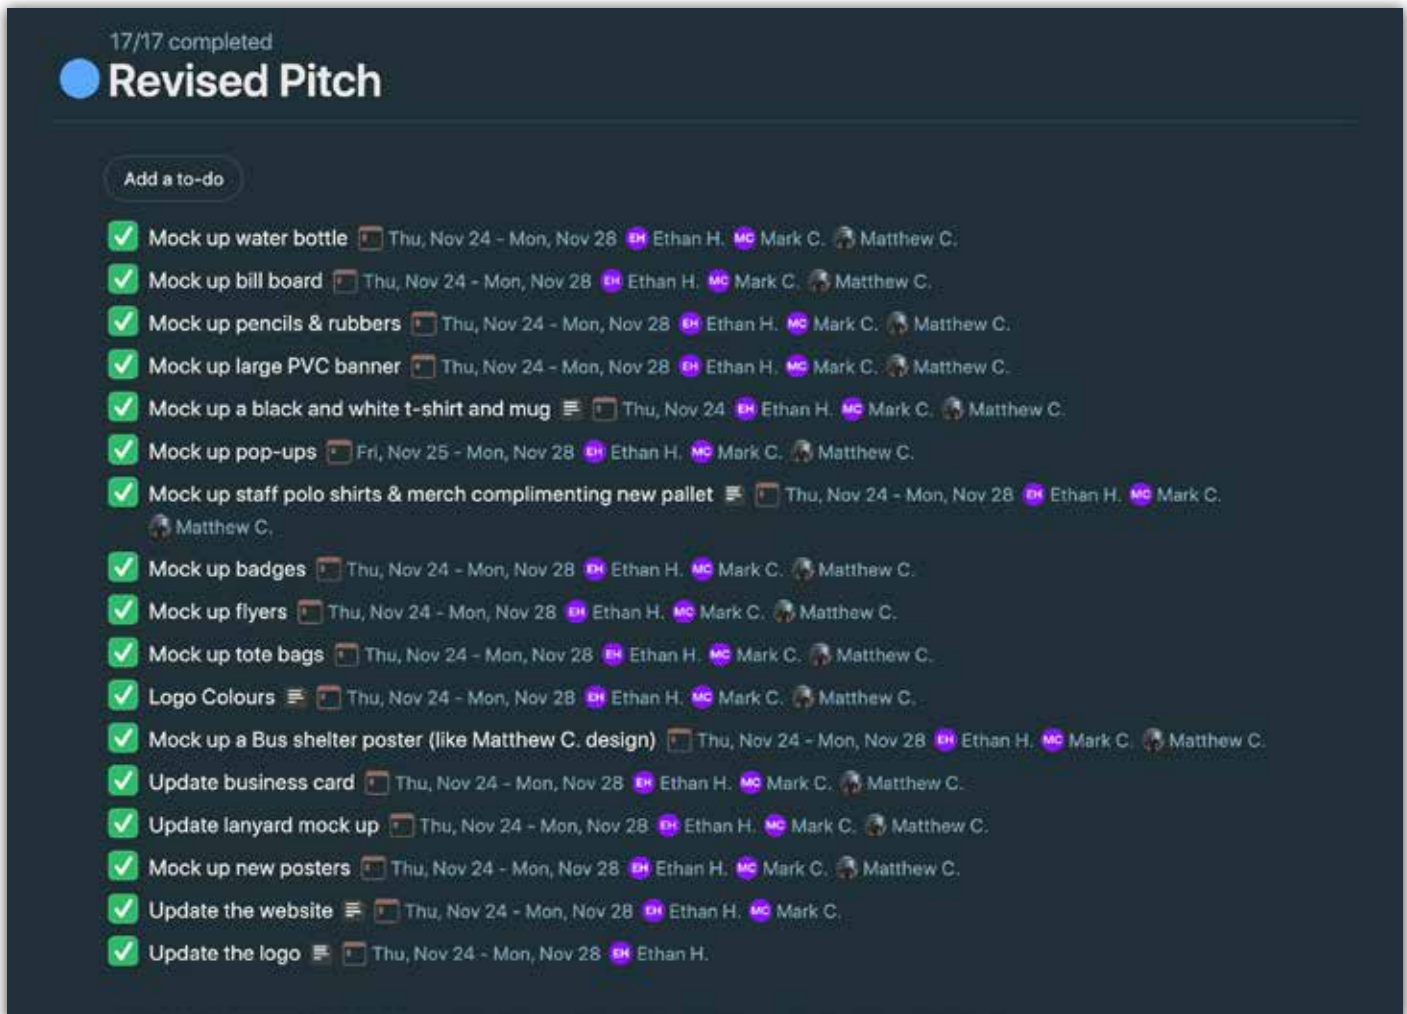 17/17 completed
Revised Pitch
Add a to-do
Mock up water bottle Thu, Nov 24 - Mon, Nov 28 EH Ethan H. MC Mark C. Matthew C.
Mock up bill board Thu, Nov 24 - Mon, Nov 28 EH Ethan H. MC Mark C. Matthew C.
Mock up pencils & rubbers Thu, Nov 24 - Mon, Nov 28 EH Ethan H. MC Mark C. Matthew C.
Mock up large PVC banner Thu, Nov 24 - Mon, Nov 28 EH Ethan H. MC Mark C. Matthew C.
Mock up a black and white t-shirt and mug Thu, Nov 24 EH Ethan H. MC Mark C. Matthew C.
Mock up pop-ups Fri, Nov 25 - Mon, Nov 28 EH Ethan H. MC Mark C. Matthew C.
Mock up staff polo shirts & merch complimenting new pallet Thu, Nov 24 - Mon, Nov 28 EH Ethan H. MC Mark C.
Matthew C.
Mock up badges Thu, Nov 24 - Mon, Nov 28 EH Ethan H. MC Mark C. Matthew C.
Mock up flyers Thu, Nov 24 - Mon, Nov 28 EH Ethan H. MC Mark C. Matthew C.
Mock up tote bags Thu, Nov 24 - Mon, Nov 28 EH Ethan H. MC Mark C. Matthew C.
Logo Colours Thu, Nov 24 - Mon, Nov 28 EH Ethan H. MC Mark C. Matthew C.
Mock up a Bus shelter poster (like Matthew C. design) Thu, Nov 24 - Mon, Nov 28 EH Ethan H. MC Mark C. Matthew C.
Update business card Thu, Nov 24 - Mon, Nov 28 EH Ethan H. MC Mark C. Matthew C.
Update lanyard mock up Thu, Nov 24 - Mon, Nov 28 EH Ethan H. MC Mark C. Matthew C.
Mock up new posters Thu, Nov 24 - Mon, Nov 28 EH Ethan H. MC Mark C. Matthew C.
Update the website Thu, Nov 24 - Mon, Nov 28 EH Ethan H. MC Mark C.
Update the logo Thu, Nov 24 - Mon, Nov 28 EH Ethan H.